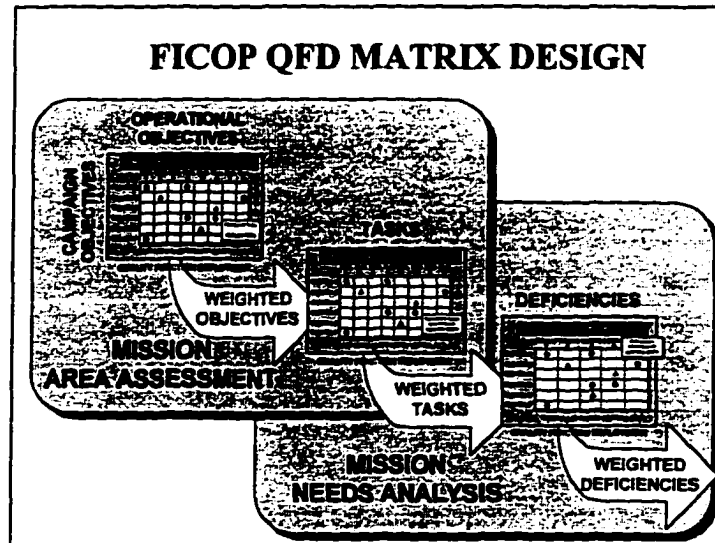 FICOP QFD MATRIX DESIGN
OPERATIONAL
OBJECTIVES
CAMPAIGN
OBJECTIVES
TASKS
WEIGHTED
OBJECTIVES
DEFICIENCIES
MISSION
AREA ASSESSMENT
WEIGHTED
TASKS
MISSION
NEEDS ANALYSIS
WEIGHTED
DEFICIENCIES